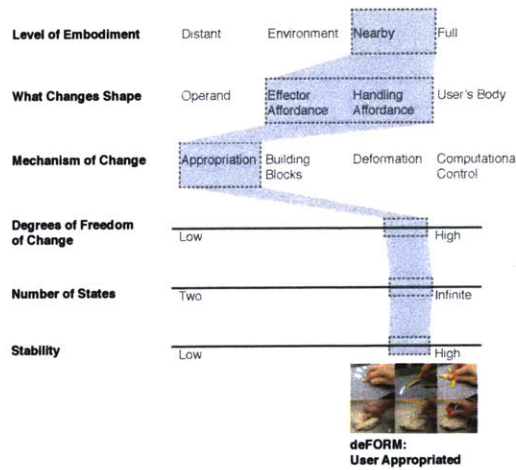 Level of Embodiment Distant Environment Nearby Full
What Changes Shape Operand Effector Affordance Handling Affordance User's Body
Mechanism of Change Appropriation Building Blocks Deformation Computationa Control
Degrees of Freedom of Change Low High
Number of States Two Infinite
Stability Low High
deFORM:
User Appropriated